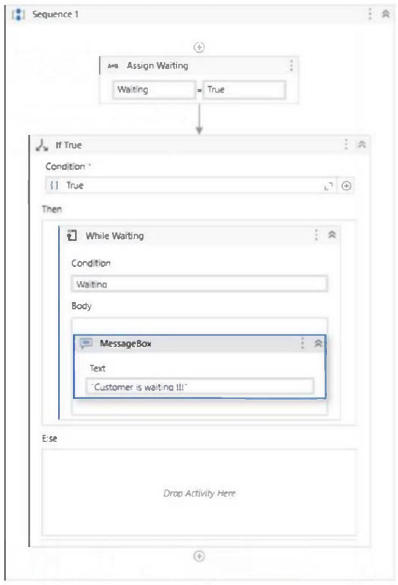 Sequence 1
A+B Assign Waiting
Waiting = True
If True
Condition *
True
Then
While Waiting
Condition
Waiting
Body
MessageBox
Text
"Customer is waiting !!!"
Else
Drop Activity Here